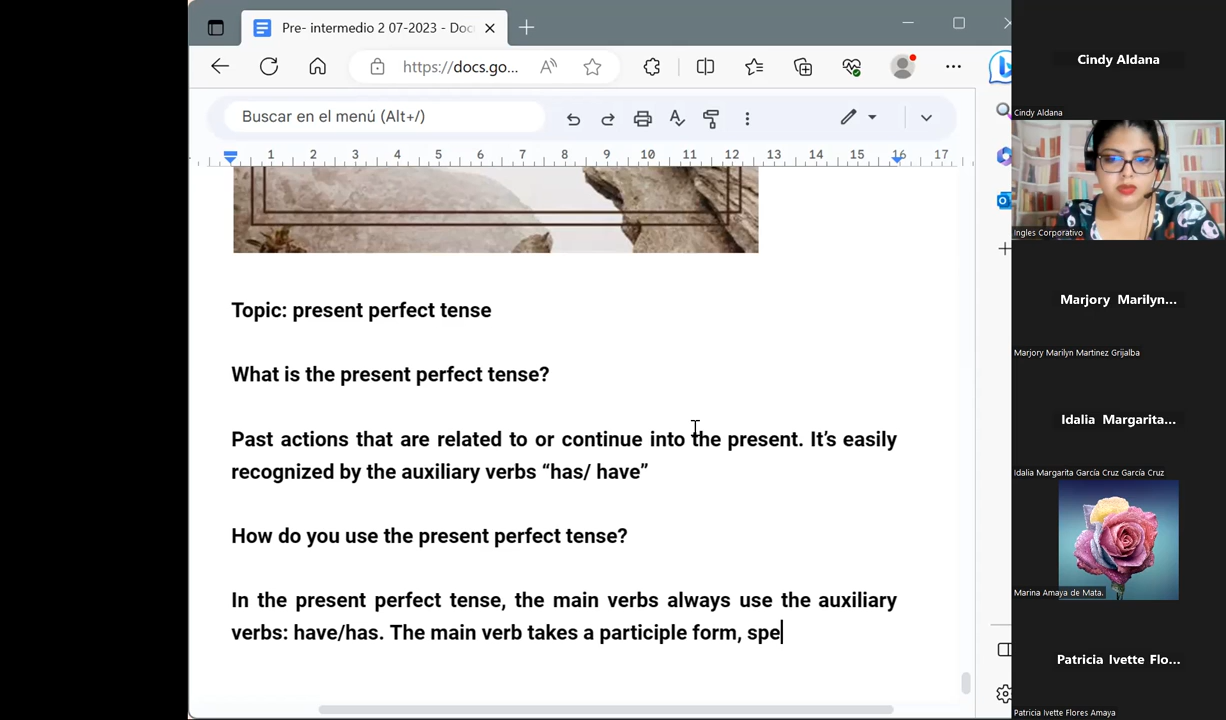 Pre- intermedio 2 07-2023 - Doc
https://docs.go...
Buscar en el menú (Alt+/)
1 2 3 4 5 6 7 8 9 10 11 12 13 14 15 16 17
Topic: present perfect tense
What is the present perfect tense?
Past actions that are related to or continue into the present. It’s easily
recognized by the auxiliary verbs “has/ have”
How do you use the present perfect tense?
In the present perfect tense, the main verbs always use the auxiliary
verbs: have/has. The main verb takes a participle form, spe
Cindy Aldana
Cindy Aldana
Ingles Corporativo
Marjory Marilyn...
Marjory Marilyn Martinez Grijalba
Idalia Margarita...
Idalia Margarita García Cruz García Cruz
Marina Amaya de Mata.
Patricia Ivette Flo...
Patricia Ivette Flores Amaya